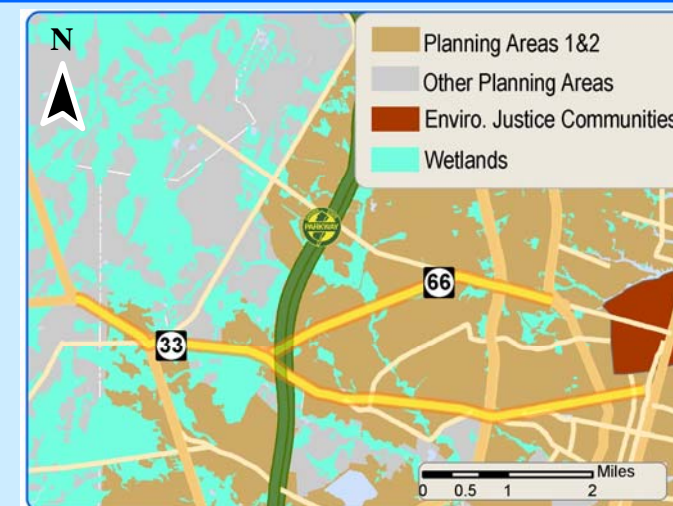 N
Planning Areas 1&2
Other Planning Areas
Enviro. Justice Communities
Wetlands
PARKWAY
66
33
Miles
0 0.5 1 2